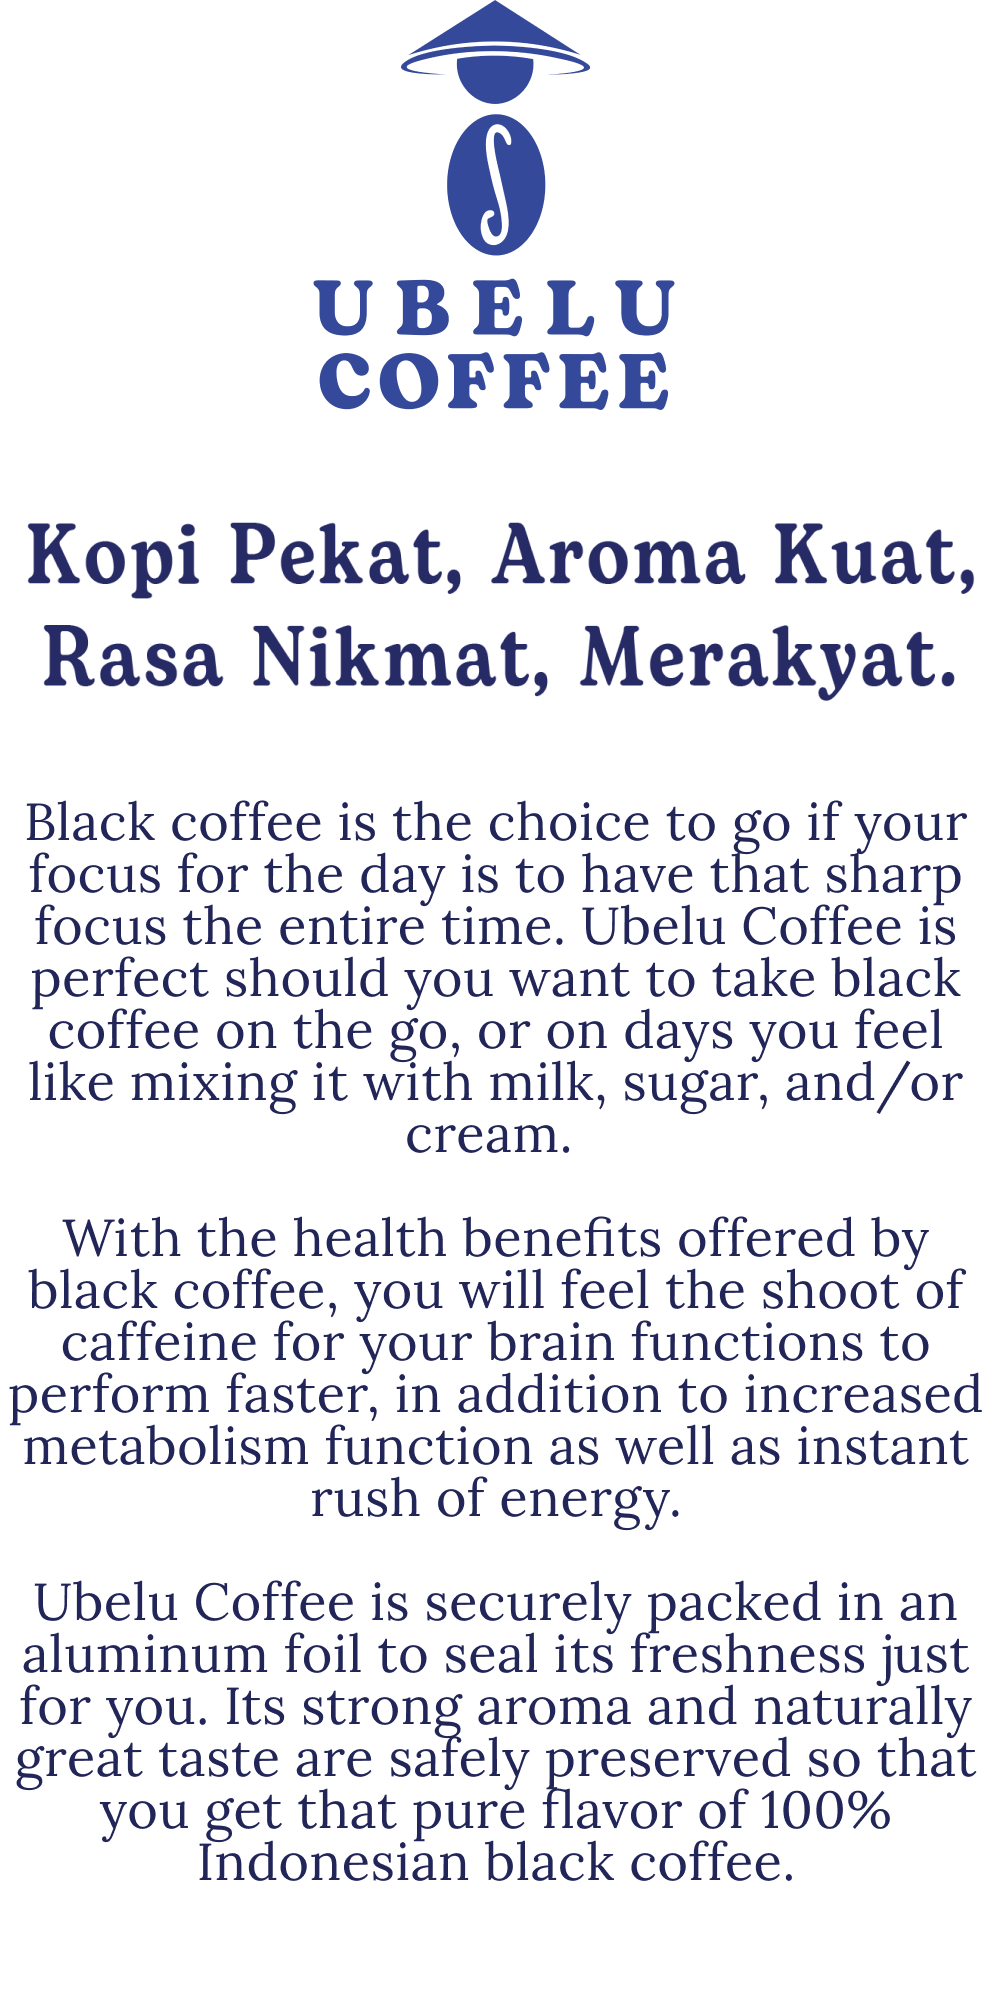 UBELU
COFFEE
Kopi Pekat, Aroma Kuat,
Rasa Nikmat, Merakyat.
Black coffee is the choice to go if your
focus for the day is to have that sharp
focus the entire time. Ubelu Coffee is
perfect should you want to take black
coffee on the go, or on days you feel
like mixing it with milk, sugar, and/or
cream.
With the health benefits offered by
black coffee, you will feel the shoot of
caffeine for your brain functions to
perform faster, in addition to increased
metabolism function as well as instant
rush of energy.
Ubelu Coffee is securely packed in an
aluminum foil to seal its freshness just
for you. Its strong aroma and naturally
great taste are safely preserved so that
you get that pure flavor of 100%
Indonesian black coffee.